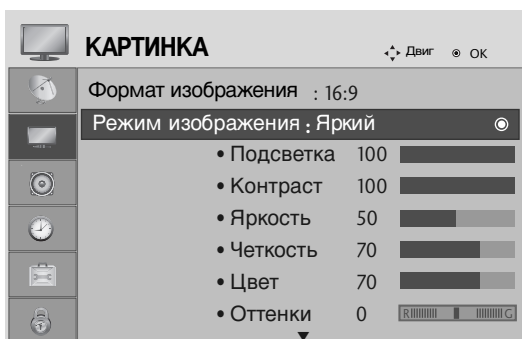 КАРТИНКА Двиг OK
Формат изображения : 16:9
Режим изображения : Яркий
• Подсветка 100
• Контраст 100
• Яркость 50
• Четкость 70
• Цвет 70
• Оттенки 0 R G